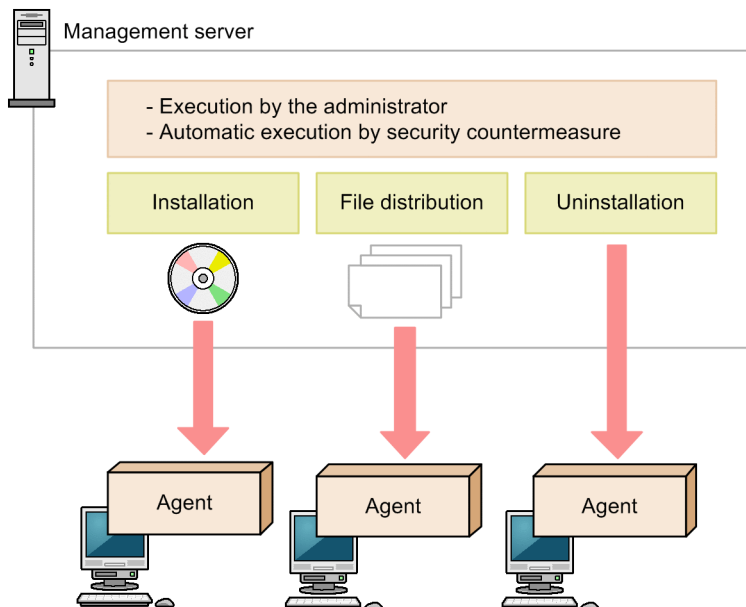 Management server
- Execution by the administrator
- Automatic execution by security countermeasure
Installation
File distribution
Uninstallation
Agent
Agent
Agent